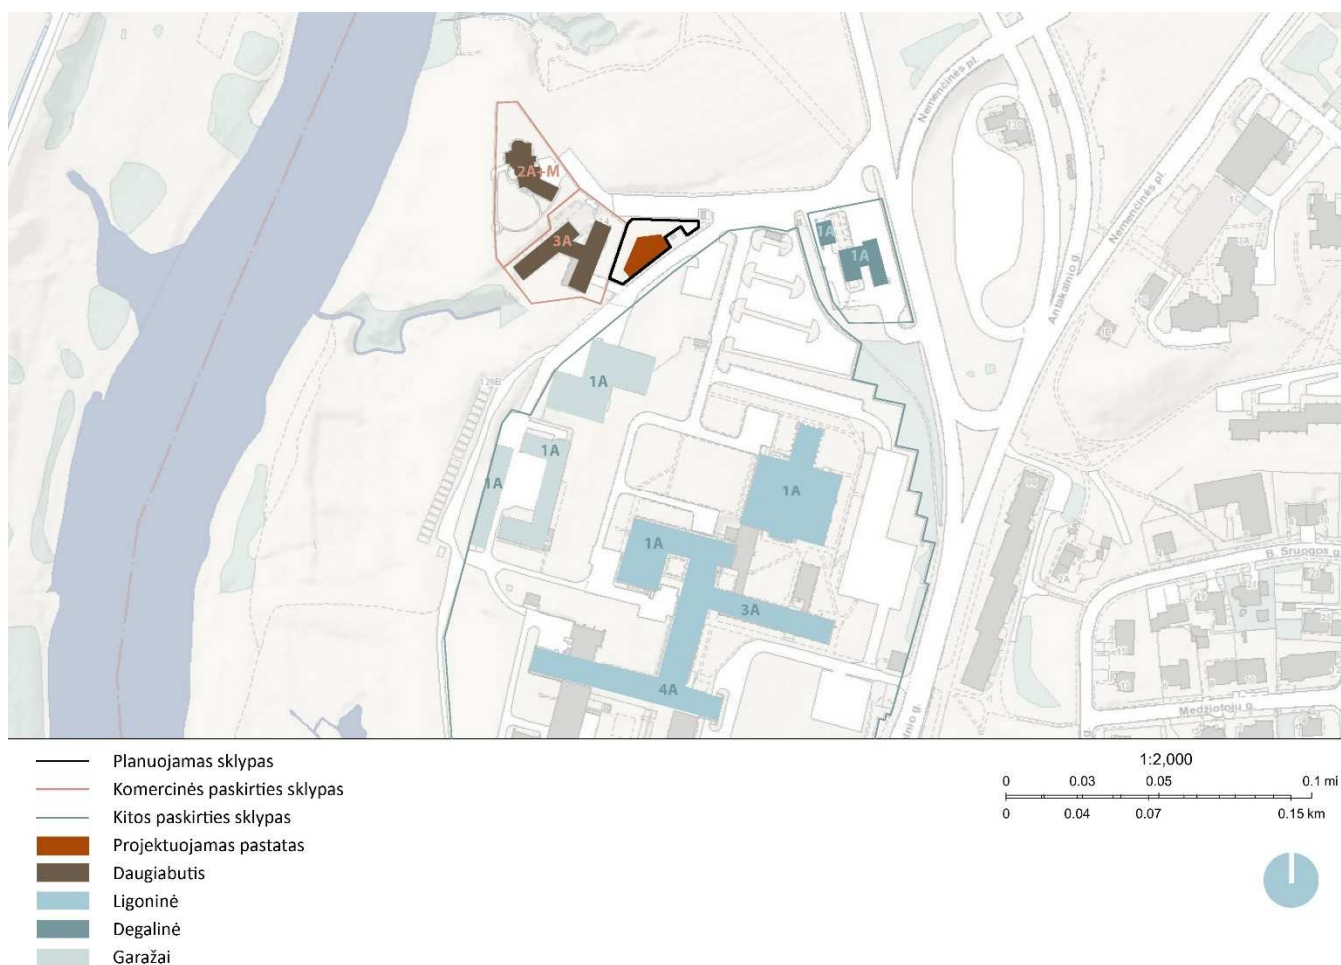 Nemenčinės pl.
130
2A+M
3A
1A
1A
Nemenčinės pl.
Antakalnio g.
126B
1A
1A
1A
1A
1A
3A
4A
B. Sruogos g.
Medžiotojų g.
Planuojamas sklypas
Komercinės paskirties sklypas
Kitos paskirties sklypas
Projektuojamas pastatas
Daugiabutis
Ligoninė
Degalinė
Garažai
1:2,000
0 0.03 0.05 0.1 mi
0 0.04 0.07 0.15 km